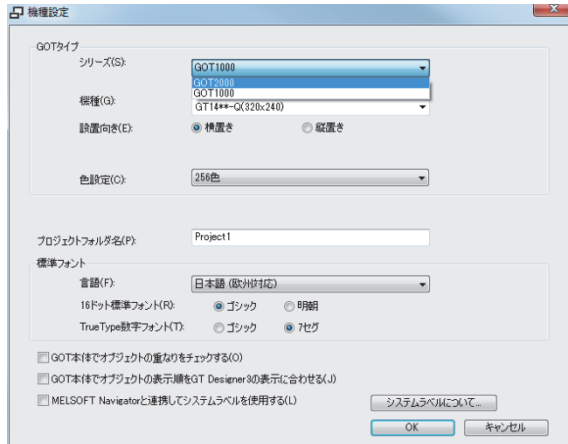 機種設定
GOTタイプ
シリーズ(S):
GOT1000
GOT2000
GOT1000
機種(G):
GT14**-Q(320x240)
設置向き(E):
横置き
縦置き
色設定(C):
256色
プロジェクトフォルダ名(P):
Project1
標準フォント
言語(F):
日本語 (欧州対応)
16ドット標準フォント(R):
ゴシック
明朝
TrueType数字フォント(T):
ゴシック
7セグ
GOT本体でオブジェクトの重なりをチェックする(O)
GOT本体でオブジェクトの表示順をGT Designer3の表示に合わせる(J)
MELSOFT Navigatorと連携してシステムラベルを使用する(L)
システムラベルについて...
OK
キャンセル